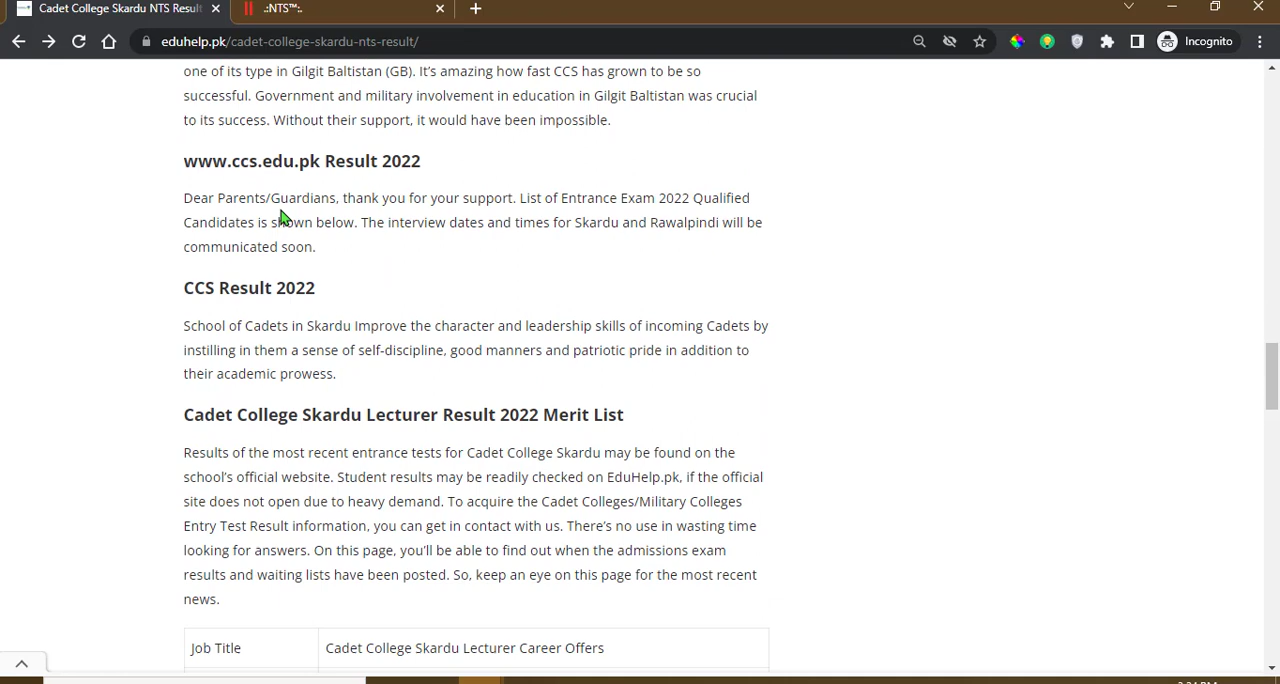 Cadet College Skardu NTS Result
.:NTS™:.
eduhelp.pk/cadet-college-skardu-nts-result/
Incognito
one of its type in Gilgit Baltistan (GB). It's amazing how fast CCS has grown to be so
successful. Government and military involvement in education in Gilgit Baltistan was crucial
to its success. Without their support, it would have been impossible.
www.ccs.edu.pk Result 2022
Dear Parents/Guardians, thank you for your support. List of Entrance Exam 2022 Qualified
Candidates is shown below. The interview dates and times for Skardu and Rawalpindi will be
communicated soon.
CCS Result 2022
School of Cadets in Skardu Improve the character and leadership skills of incoming Cadets by
instilling in them a sense of self-discipline, good manners and patriotic pride in addition to
their academic prowess.
Cadet College Skardu Lecturer Result 2022 Merit List
Results of the most recent entrance tests for Cadet College Skardu may be found on the
school's official website. Student results may be readily checked on EduHelp.pk, if the official
site does not open due to heavy demand. To acquire the Cadet Colleges/Military Colleges
Entry Test Result information, you can get in contact with us. There's no use in wasting time
looking for answers. On this page, you'll be able to find out when the admissions exam
results and waiting lists have been posted. So, keep an eye on this page for the most recent
news.
Job Title
Cadet College Skardu Lecturer Career Offers